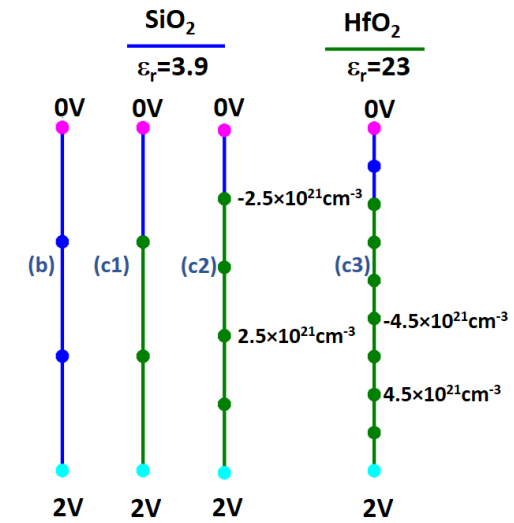 SiO₂
HfO₂
εᵣ=3.9
εᵣ=23
0V
0V
0V
0V
-2.5×10²¹cm⁻³
(b)
(c1)
(c2)
(c3)
-4.5×10²¹cm⁻³
2.5×10²¹cm⁻³
4.5×10²¹cm⁻³
2V
2V
2V
2V